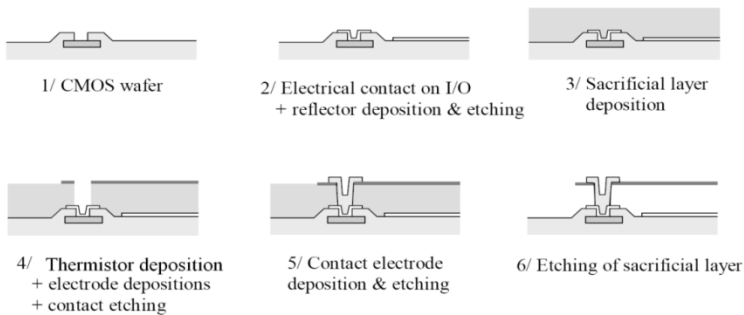 1/ CMOS wafer
2/ Electrical contact on I/O
+ reflector deposition & etching
3/ Sacrificial layer
deposition
4/ Thermistor deposition
+ electrode depositions
+ contact etching
5/ Contact electrode
deposition & etching
6/ Etching of sacrificial layer